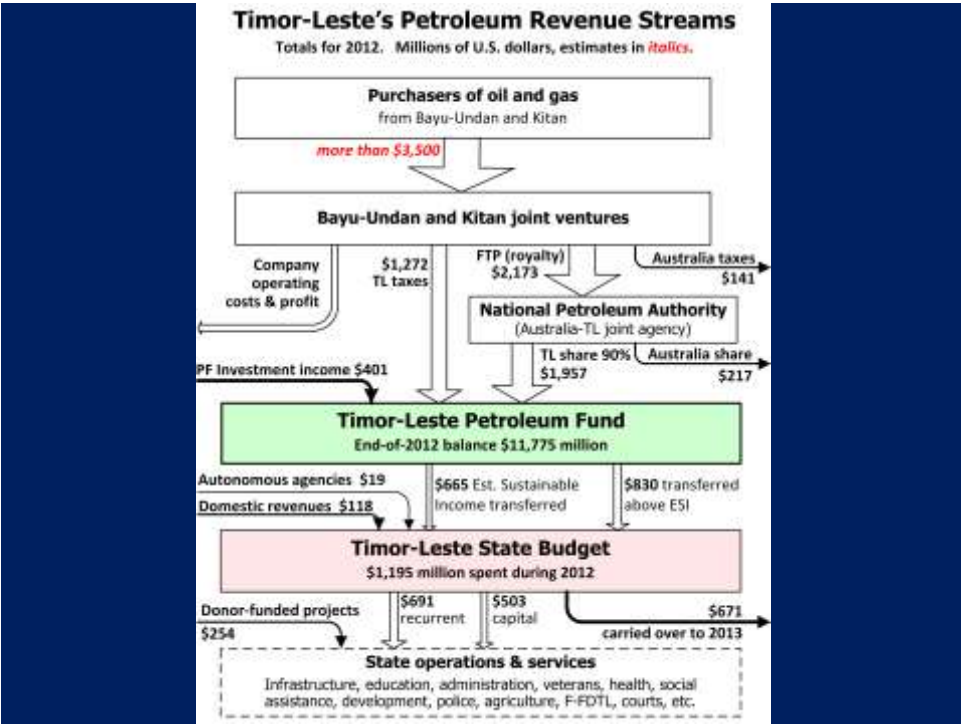 Timor-Leste's Petroleum Revenue Streams
Totals for 2012. Millions of U.S. dollars, estimates in italics.
Purchasers of oil and gas
from Bayu-Undan and Kitan
more than $3,500
Bayu-Undan and Kitan joint ventures
Company
operating
costs & profit
$1,272
TL taxes
FTP (royalty)
$2,173
Australia taxes
$141
National Petroleum Authority
(Australia-TL joint agency)
TL share 90%
$1,957
Australia share
$217
PF Investment income $401
Timor-Leste Petroleum Fund
End-of-2012 balance $11,775 million
Autonomous agencies $19
Domestic revenues $118
$665 Est. Sustainable
Income transferred
$830 transferred
above ESI
Timor-Leste State Budget
$1,195 million spent during 2012
Donor-funded projects
$254
$691
recurrent
$503
capital
$671
carried over to 2013
State operations & services
Infrastructure, education, administration, veterans, health, social
assistance, development, police, agriculture, F-FDTL, courts, etc.